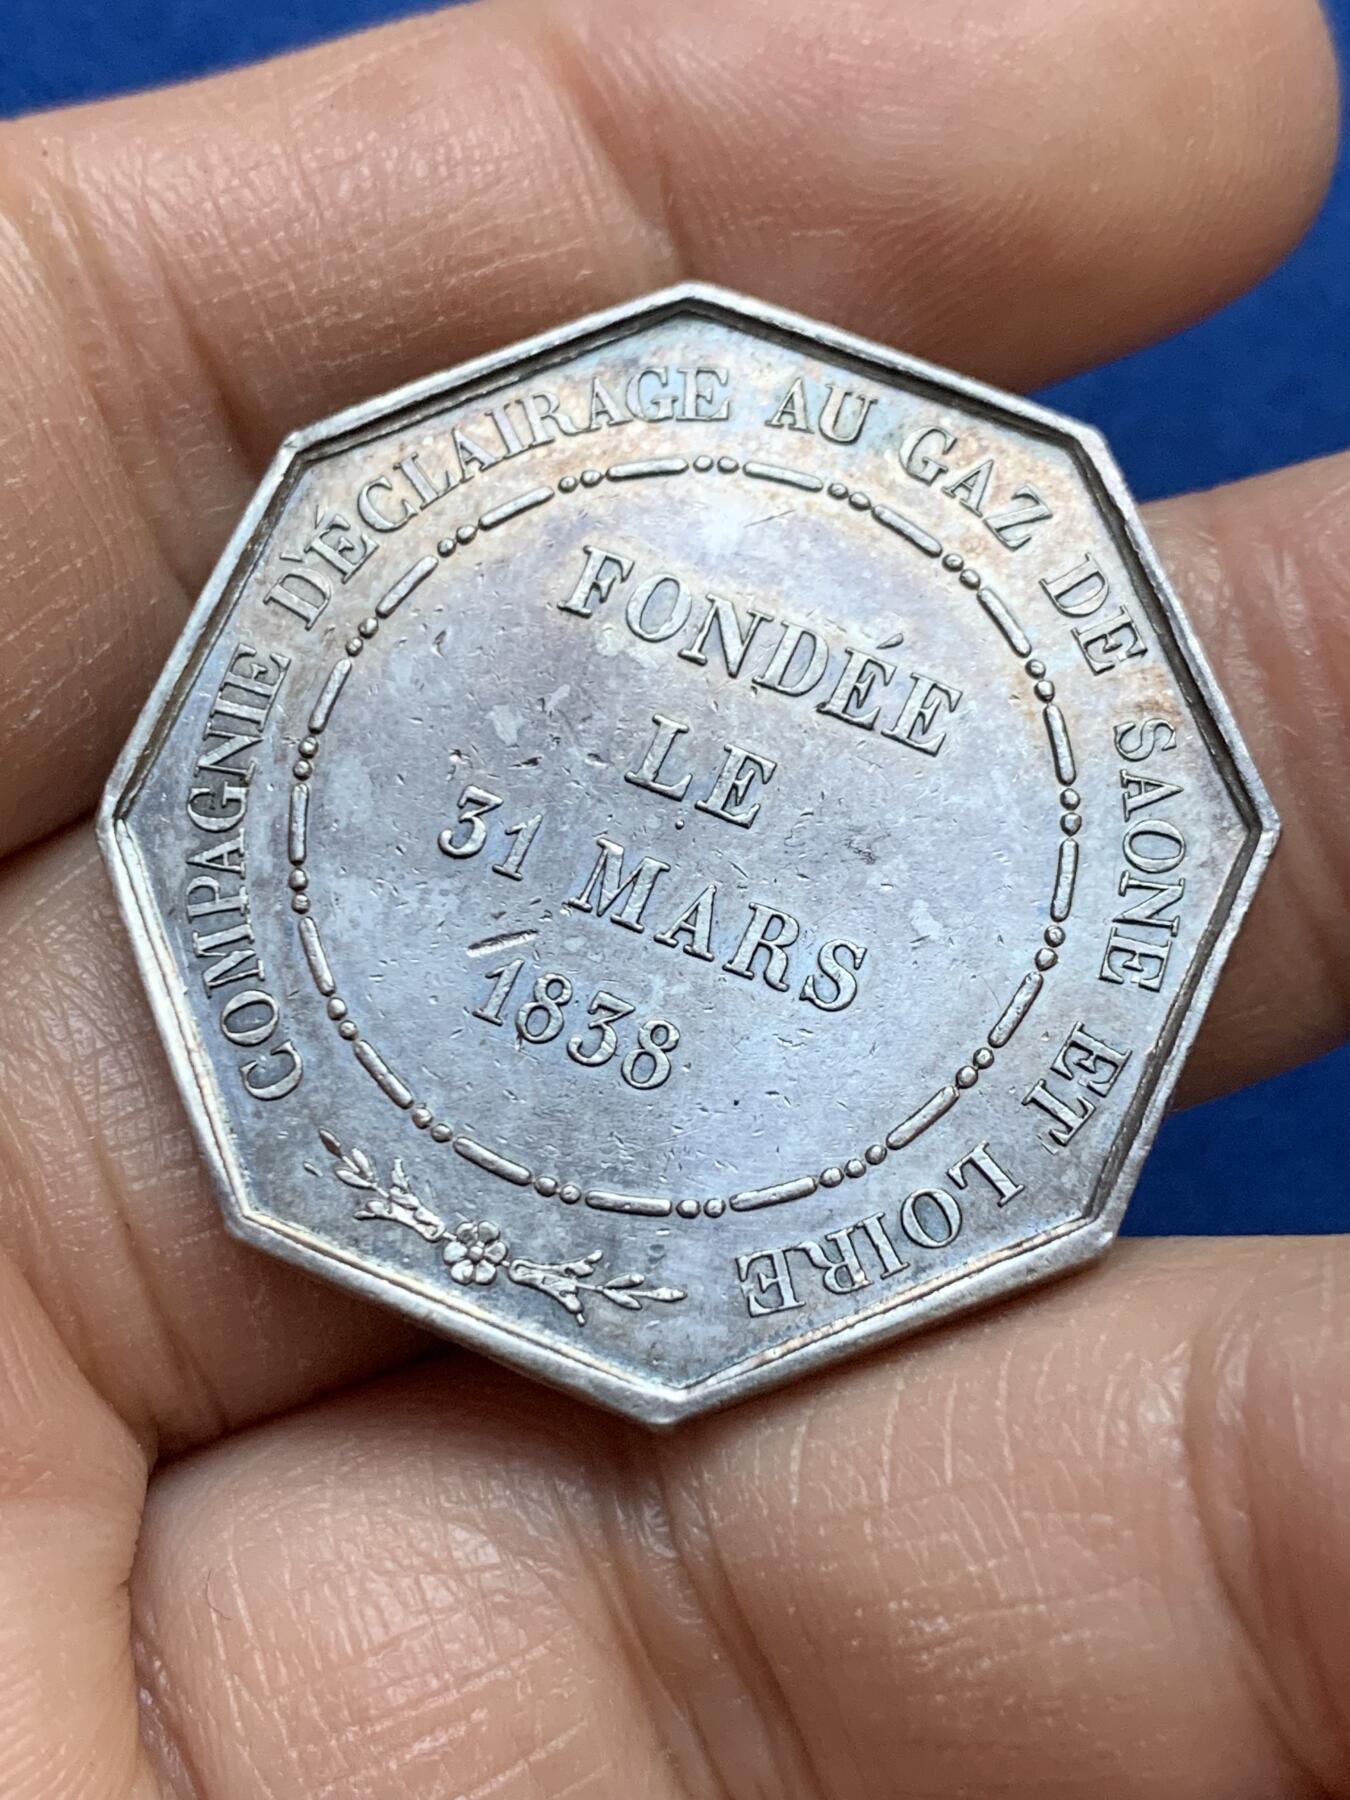 COMPAGNIE D'ÉCLAIRAGE AU GAZ DE SAONE ET LOIRE
FONDÉE
LE
31 MARS
1838